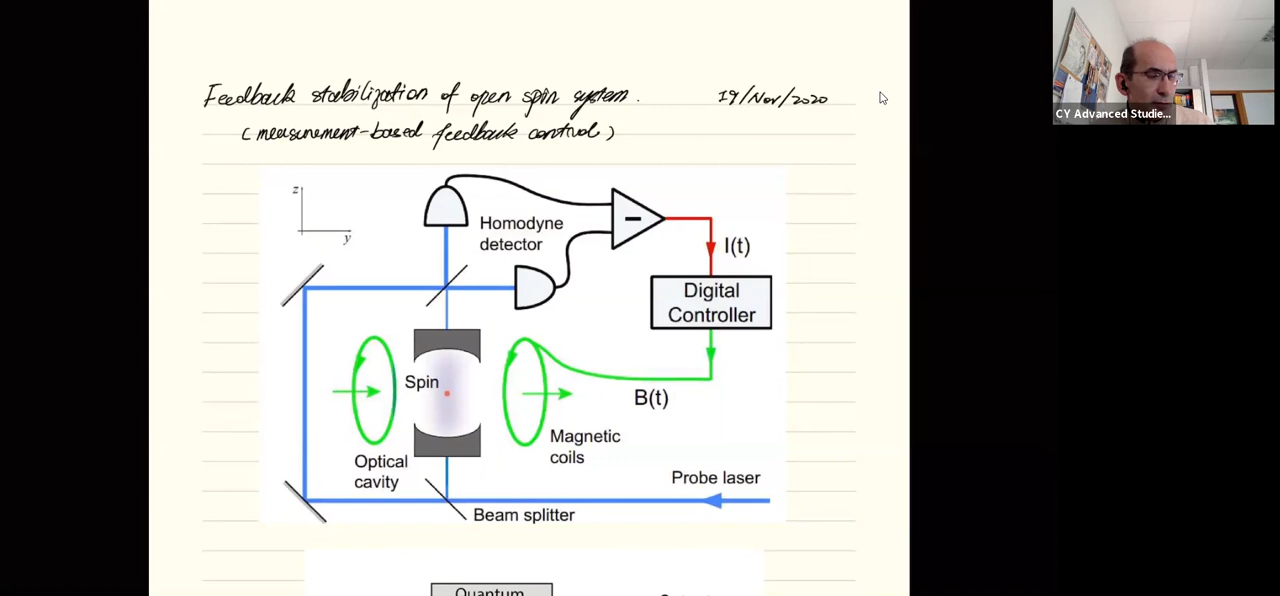 Feedback stabilization of open spin system. 19/Nov/2020
(measurement-based feedback control)
CY Advanced Studie...
z
y
Homodyne
detector
−
I(t)
Digital
Controller
Spin
B(t)
Magnetic
coils
Optical
cavity
Probe laser
Beam splitter
Quantum